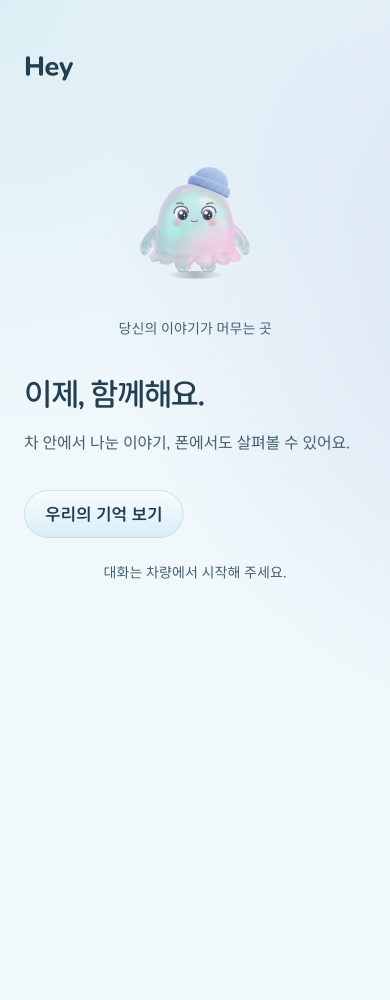 Hey
당신의 이야기가 머무는 곳
이제, 함께해요.
차 안에서 나눈 이야기, 폰에서도 살펴볼 수 있어요.
우리의 기억 보기
대화는 차량에서 시작해 주세요.